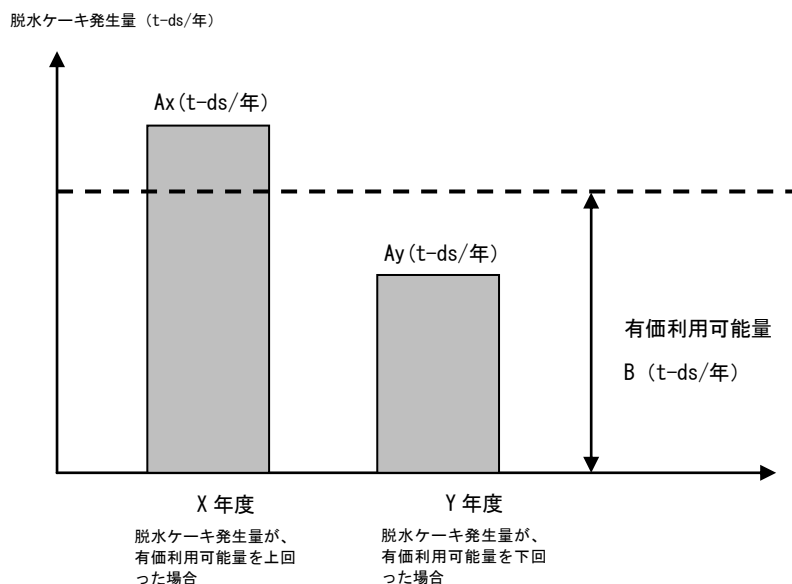 脱水ケーキ発生量（t-ds/年）
Ax(t-ds/年)
Ay(t-ds/年)
有価利用可能量
B（t-ds/年）
X 年度
脱水ケーキ発生量が、
有価利用可能量を上回
った場合
Y 年度
脱水ケーキ発生量が、
有価利用可能量を下回
った場合